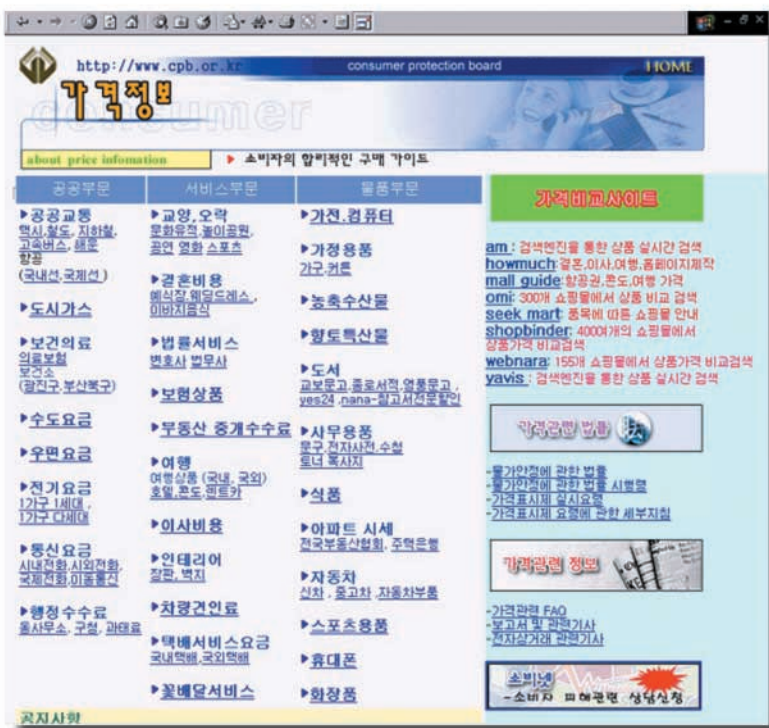 http://www.cpb.or.kr
consumer protection board
HOME
가격정보
consumer
about price infomation
소비자의 합리적인 구매 가이드
공공부문
▶공공교통
택시,철도, 지하철,
고속버스, 해운
항공
(국내선,국제선)
▶도시가스
▶보건의료
의료보험
보건소
(광진구,부산북구)
▶수도요금
▶우편요금
▶전기요금
1가구 1세대 ,
1가구 다세대
▶통신요금
시내전화,시외전화,
국제전화,이동통신
▶행정수수료
동사무소, 구청, 과태료
서비스부문
▶교양,오락
문화유적,놀이공원,
공연 영화 스포츠
▶결혼비용
예식장,웨딩드레스 ,
이바지음식
▶법률서비스
변호사 법무사
▶보험상품
▶부동산 중개수수료
▶여행
여행상품 (국내, 국외)
호텔,콘도,렌트카
▶이사비용
▶인테리어
장판, 벽지
▶차량견인료
▶택배서비스요금
국내택배,국외택배
▶꽃배달서비스
물품부문
▶가전.컴퓨터
▶가정용품
가구,커튼
▶농축수산물
▶향토특산물
▶도서
교보문고,종로서적,영풍문고 ,
yes24 ,nana-참고서전문할인
▶사무용품
문구,전자사전,수첩
토너 복사지
▶식품
▶아파트 시세
전국부동산협회, 주택은행
▶자동차
신차 , 중고차 ,자동차부품
▶스포츠용품
▶휴대폰
▶화장품
가격비교사이트
am : 검색엔진을 통한 상품 실시간 검색
howmuch:결혼,이사,여행,홈페이지제작
mall guide:항공권,콘도,여행 가격
omi: 300개 쇼핑몰에서 상품 비교 검색
seek mart: 품목에 따른 쇼핑몰 안내
shopbinder: 4000여개의 쇼핑몰에서
상품가격 비교검색
webnara: 155개 쇼핑몰에서 상품가격 비교검색
yavis : 검색엔진을 통한 상품 실시간 검색
가격관련 법률
-물가안정에 관한 법률
-물가안정에 관한 법률 시행령
-가격표시제 실시요령
-가격표시제 요령에 관한 세부지침
가격관련 정보
-가격관련 FAQ
-보고서 및 관련기사
-전자상거래 관련기사
소비넷
-소비자 피해관련 상담신청
공지사항